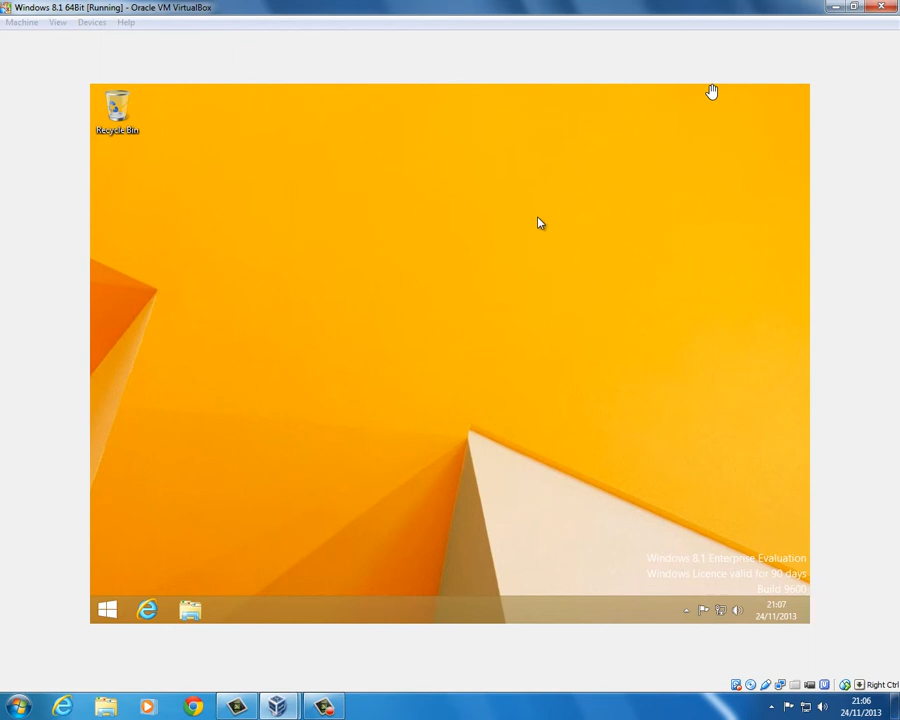 Windows 8.1 64Bit [Running] - Oracle VM VirtualBox
Machine View Devices Help
Recycle Bin
Windows 8.1 Enterprise Evaluation
Windows Licence valid for 90 days
Build 9600
21:07
24/11/2013
Right Ctrl
21:06
24/11/2013